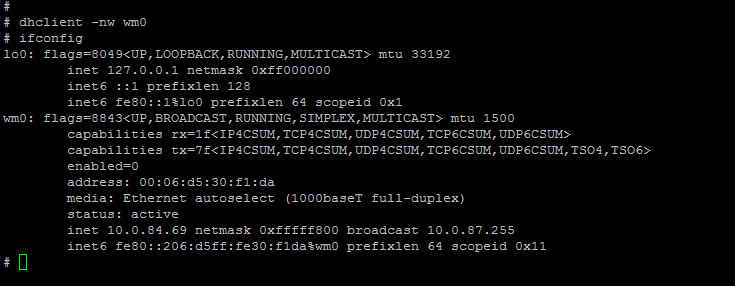 #
# dhclient -nw wm0
# ifconfig
lo0: flags=8049<UP,LOOPBACK,RUNNING,MULTICAST> mtu 33192
        inet 127.0.0.1 netmask 0xff000000
        inet6 ::1 prefixlen 128
        inet6 fe80::1%lo0 prefixlen 64 scopeid 0x1
wm0: flags=8843<UP,BROADCAST,RUNNING,SIMPLEX,MULTICAST> mtu 1500
        capabilities rx=1f<IP4CSUM,TCP4CSUM,UDP4CSUM,TCP6CSUM,UDP6CSUM>
        capabilities tx=7f<IP4CSUM,TCP4CSUM,UDP4CSUM,TCP6CSUM,UDP6CSUM,TSO4,TSO6>
        enabled=0
        address: 00:06:d5:30:f1:da
        media: Ethernet autoselect (1000baseT full-duplex)
        status: active
        inet 10.0.84.69 netmask 0xfffff800 broadcast 10.0.87.255
        inet6 fe80::206:d5ff:fe30:f1da%wm0 prefixlen 64 scopeid 0x11
#